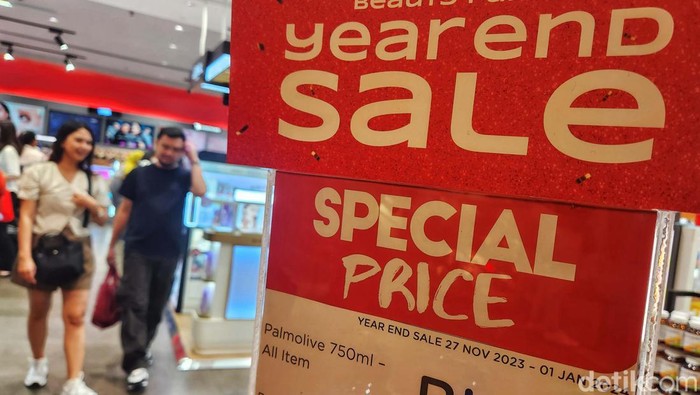 YEAREND
SALE
SPECIAL
PRICE
YEAR END SALE 27 NOV 2023 - 01 JAN
Palmolive 750ml -
All Item
detikcom